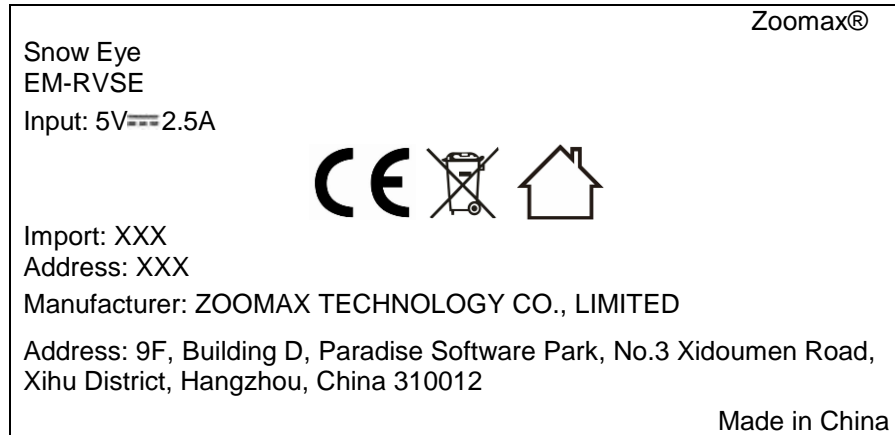 Zoomax®
Snow Eye
EM-RVSE
Input: 5V⎓2.5A
CE
Import: XXX
Address: XXX
Manufacturer: ZOOMAX TECHNOLOGY CO., LIMITED
Address: 9F, Building D, Paradise Software Park, No.3 Xidoumen Road,
Xihu District, Hangzhou, China 310012
Made in China